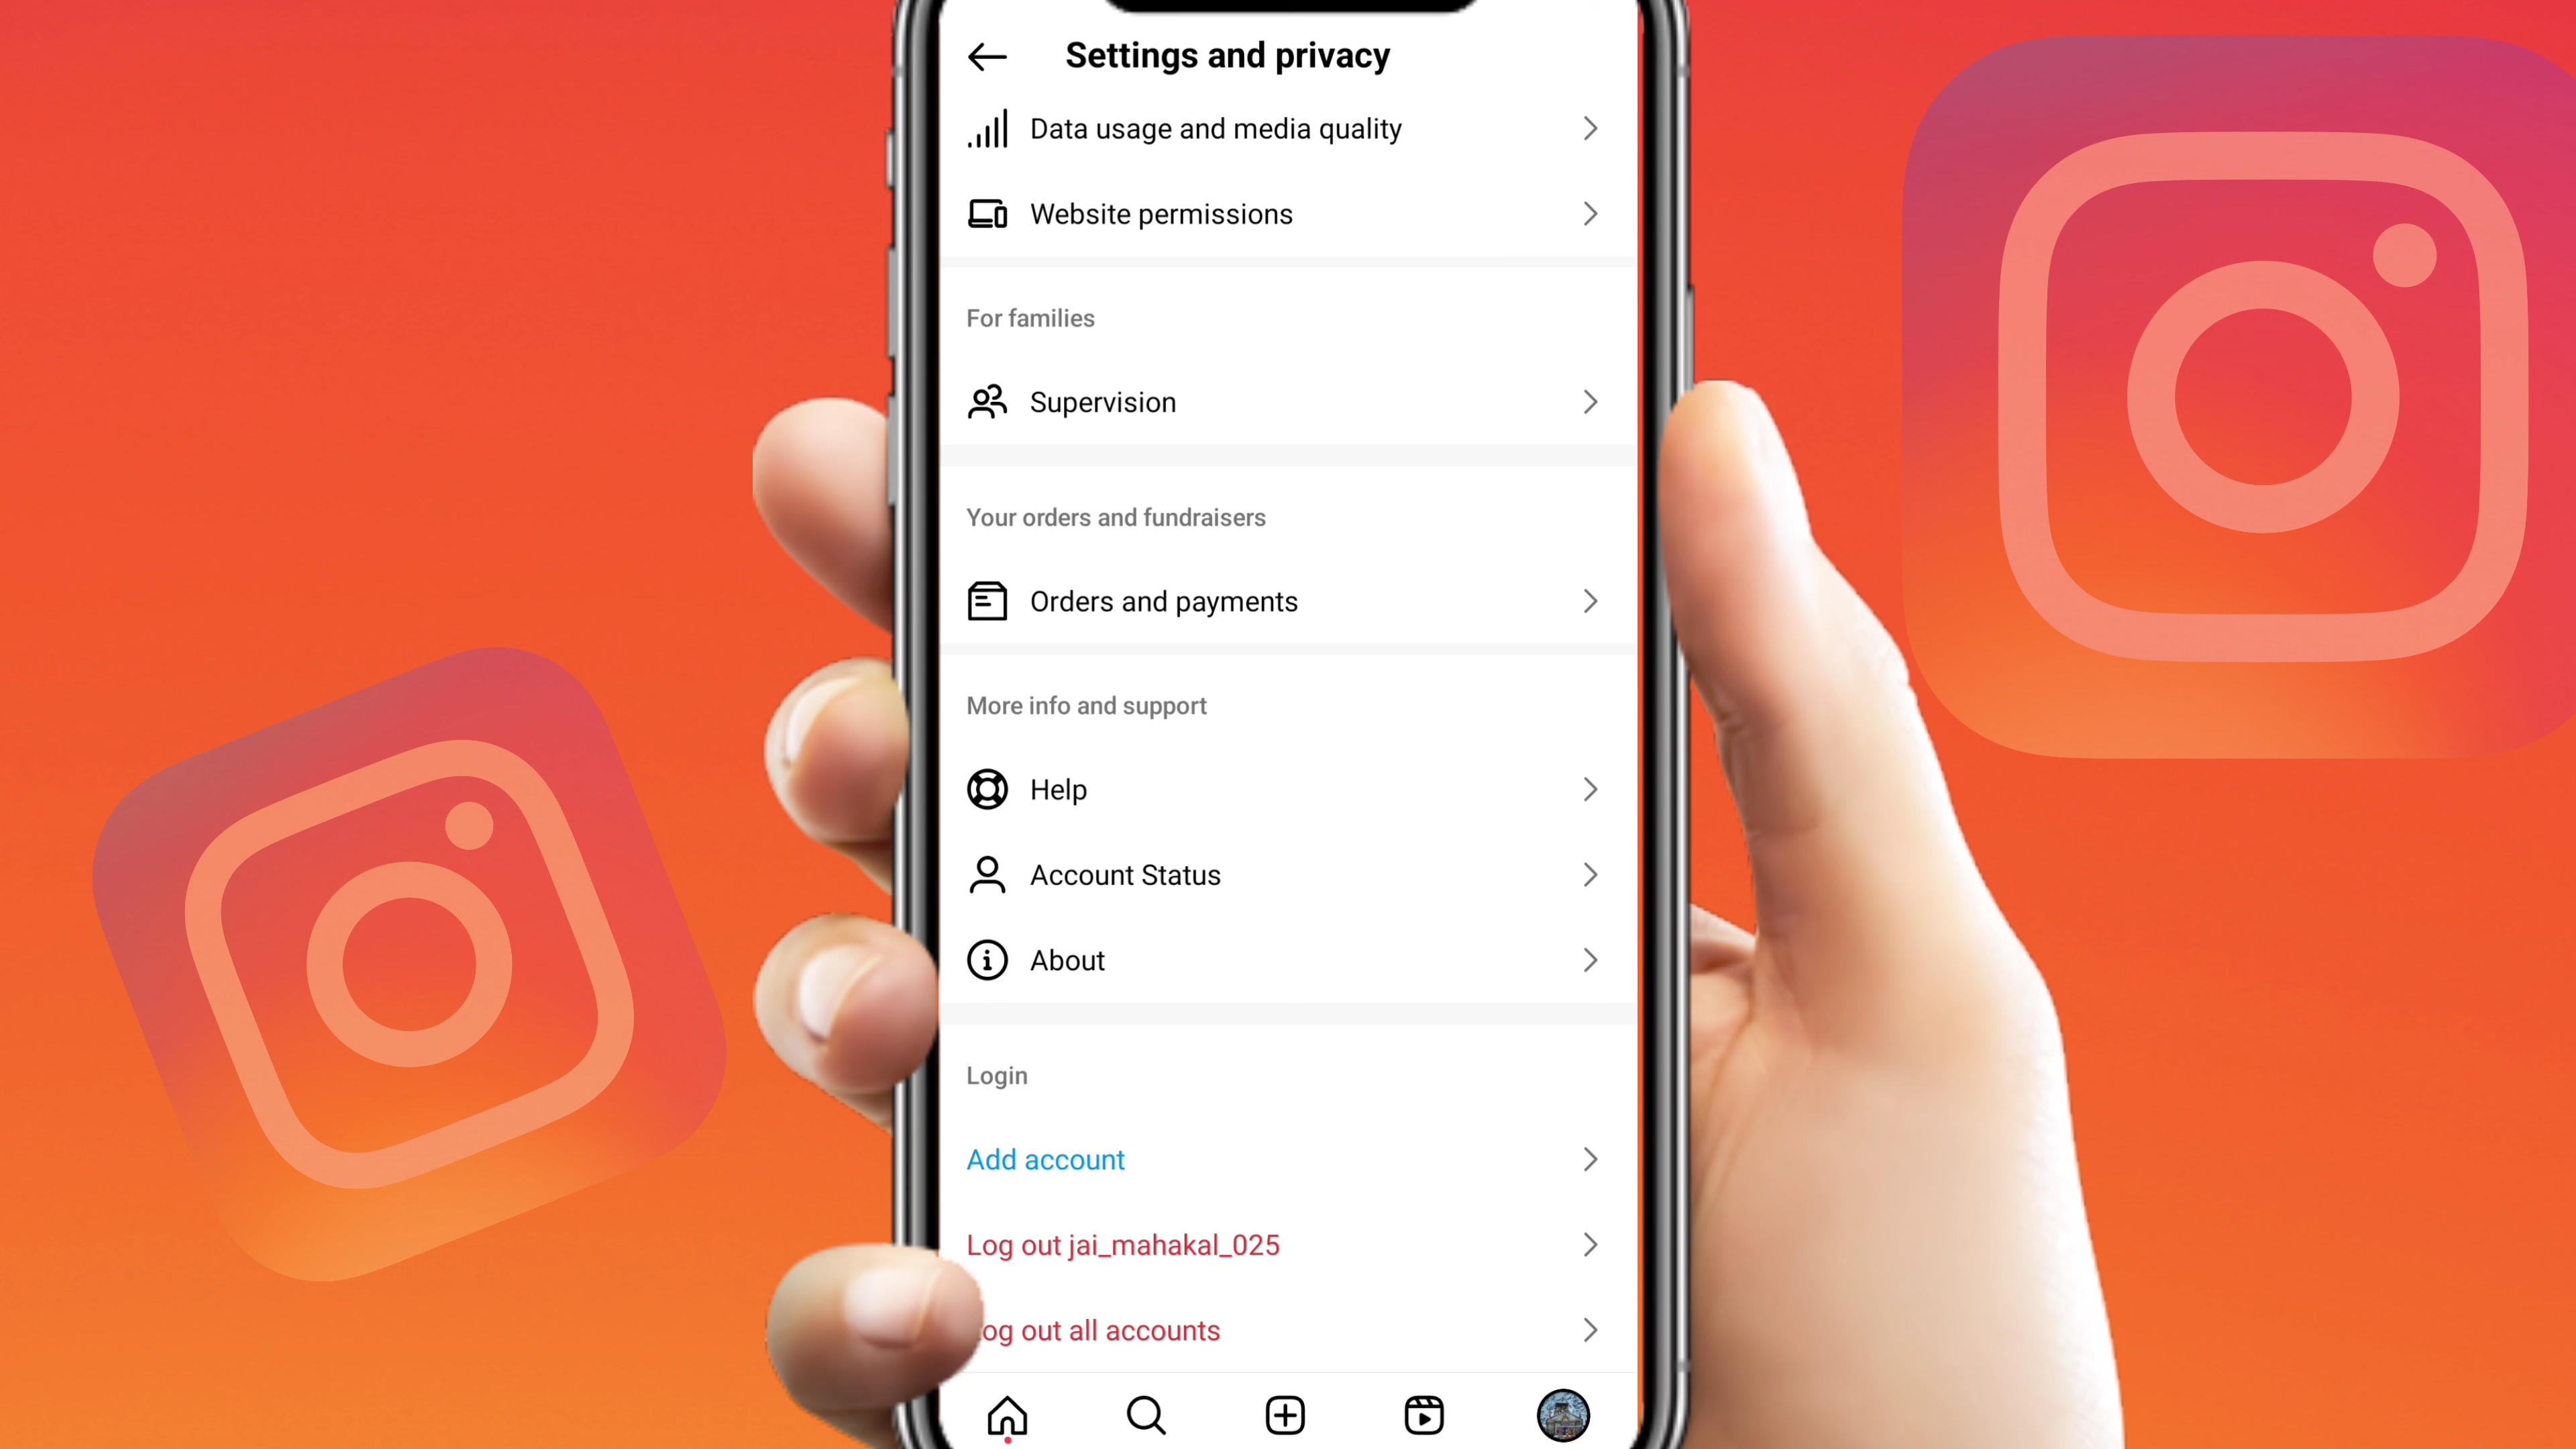 Settings and privacy
Data usage and media quality
Website permissions
For families
Supervision
Your orders and fundraisers
Orders and payments
More info and support
Help
Account Status
About
Login
Add account
Log out jai_mahakal_025
og out all accounts